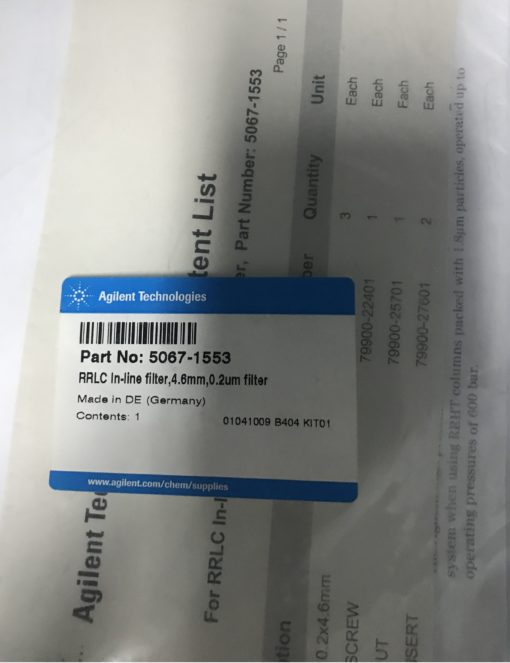 Agilent Technologies
Part No: 5067-1553
RRLC In-line filter,4.6mm,0.2um filter
Made in DE (Germany)
Contents: 1
01041009 B404 KIT01
www.agilent.com/chem/supplies
Page 1 / 1
Agilent Te
tent List
For RRLC In-l
er, Part Number: 5067-1553
tion
ber
Quantity
Unit
0.2x4.6mm
3
Each
SCREW
79900-22401
1
Each
UT
79900-25701
1
Each
NSERT
79900-27601
2
Each
system when using RRHT columns packed with 1.8µm particles, operated up to
operating pressures of 600 bar.